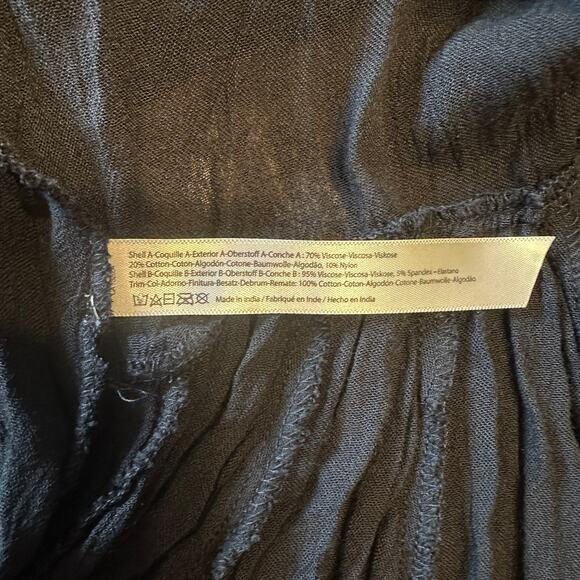 Shell A-Coquille A-Exterior A-Oberstoff A-Conche A : 70% Viscose-Viscosa-Viskose
20% Cotton-Coton-Algodón-Cotone-Baumwolle-Algodão, 10% Nylon
Shell B-Coquille B-Exterior B-Oberstoff B-Conche B : 95% Viscose-Viscosa-Viskose, 5% Spandex - Elastano
Trim-Col-Adorno-Finitura-Besatz-Debrum-Remate: 100% Cotton-Coton-Algodón-Cotone-Baumwolle-Algodão
Made in India / Fabriqué en Inde / Hecho en India